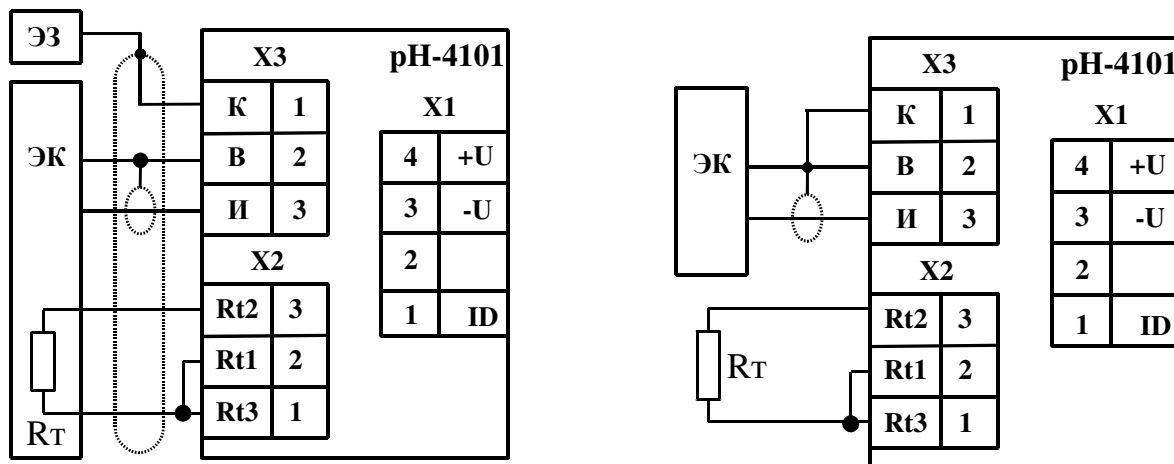 ЭЗ
X3
pH-4101
К 1
X1
ЭК
В 2
4 +U
И 3
3 -U
X2
2
Rt2 3
1 ID
Rt1 2
Rt3 1
Rт
X3
pH-4101
К 1
X1
ЭК
В 2
4 +U
И 3
3 -U
X2
2
Rt2 3
1 ID
Rт
Rt1 2
Rt3 1